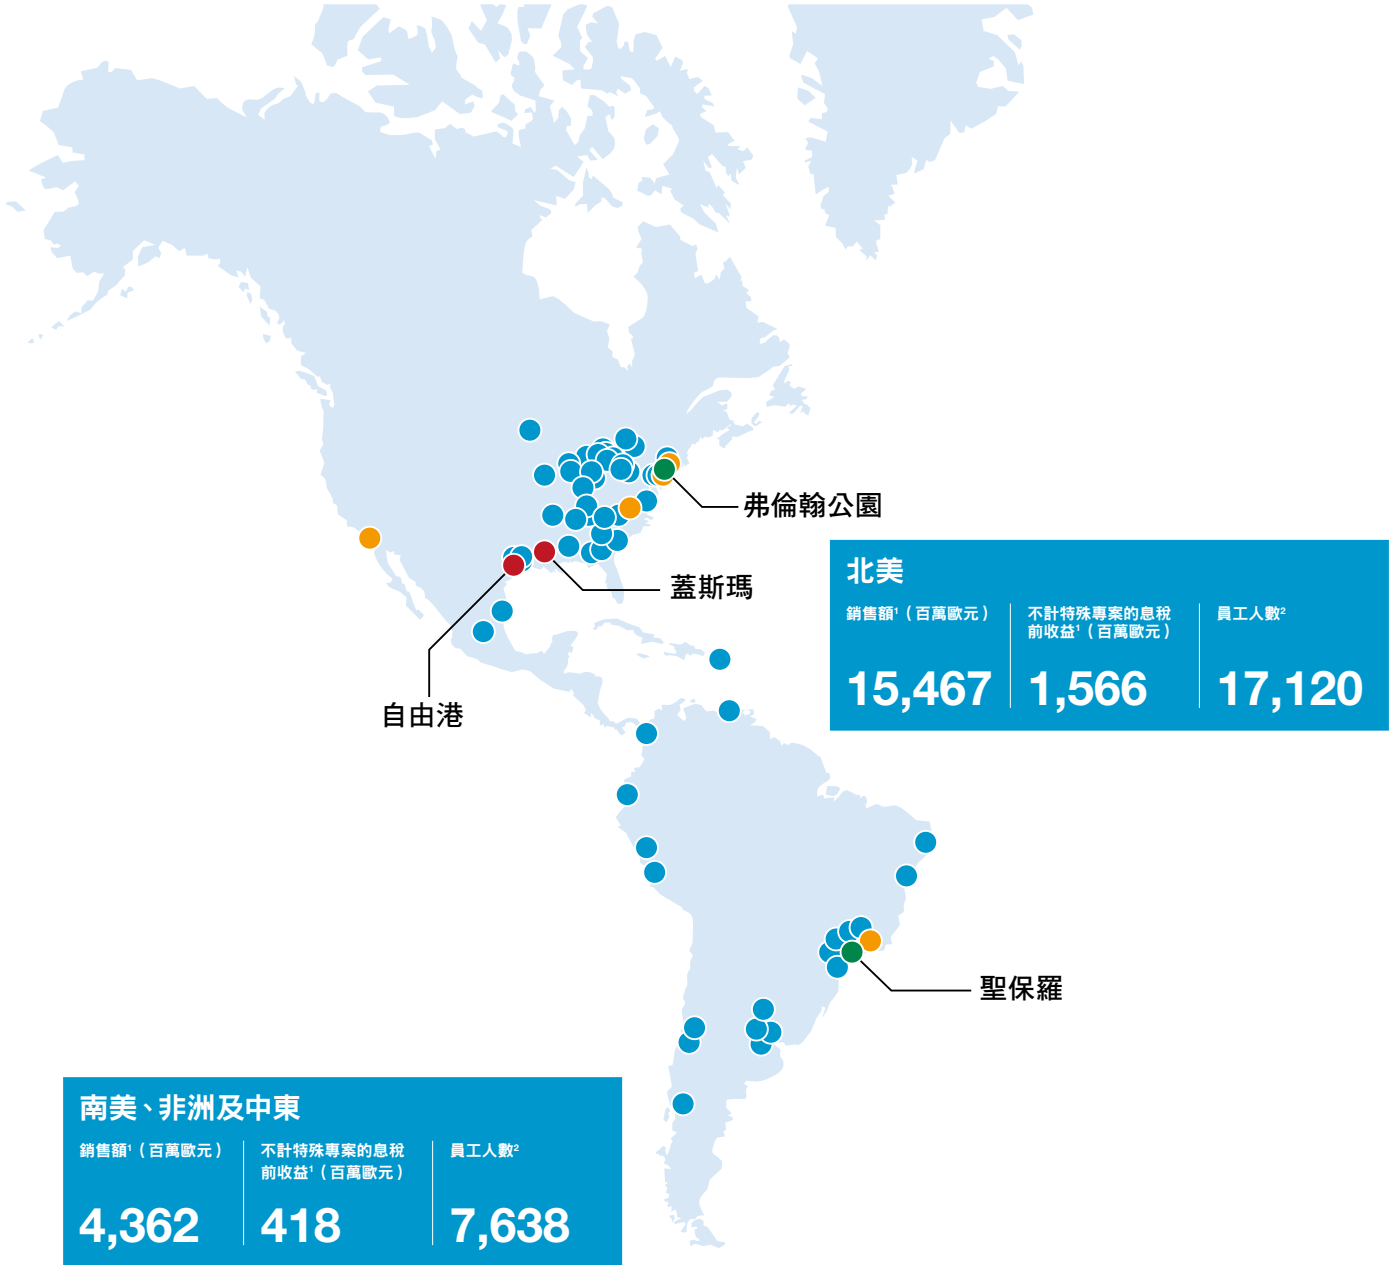 弗倫翰公園
蓋斯瑪
自由港
北美
銷售額¹（百萬歐元）
不計特殊專案的息稅
前收益¹（百萬歐元）
員工人數²
15,467
1,566
17,120
聖保羅
南美、非洲及中東
銷售額¹（百萬歐元）
不計特殊專案的息稅
前收益¹（百萬歐元）
員工人數²
4,362
418
7,638